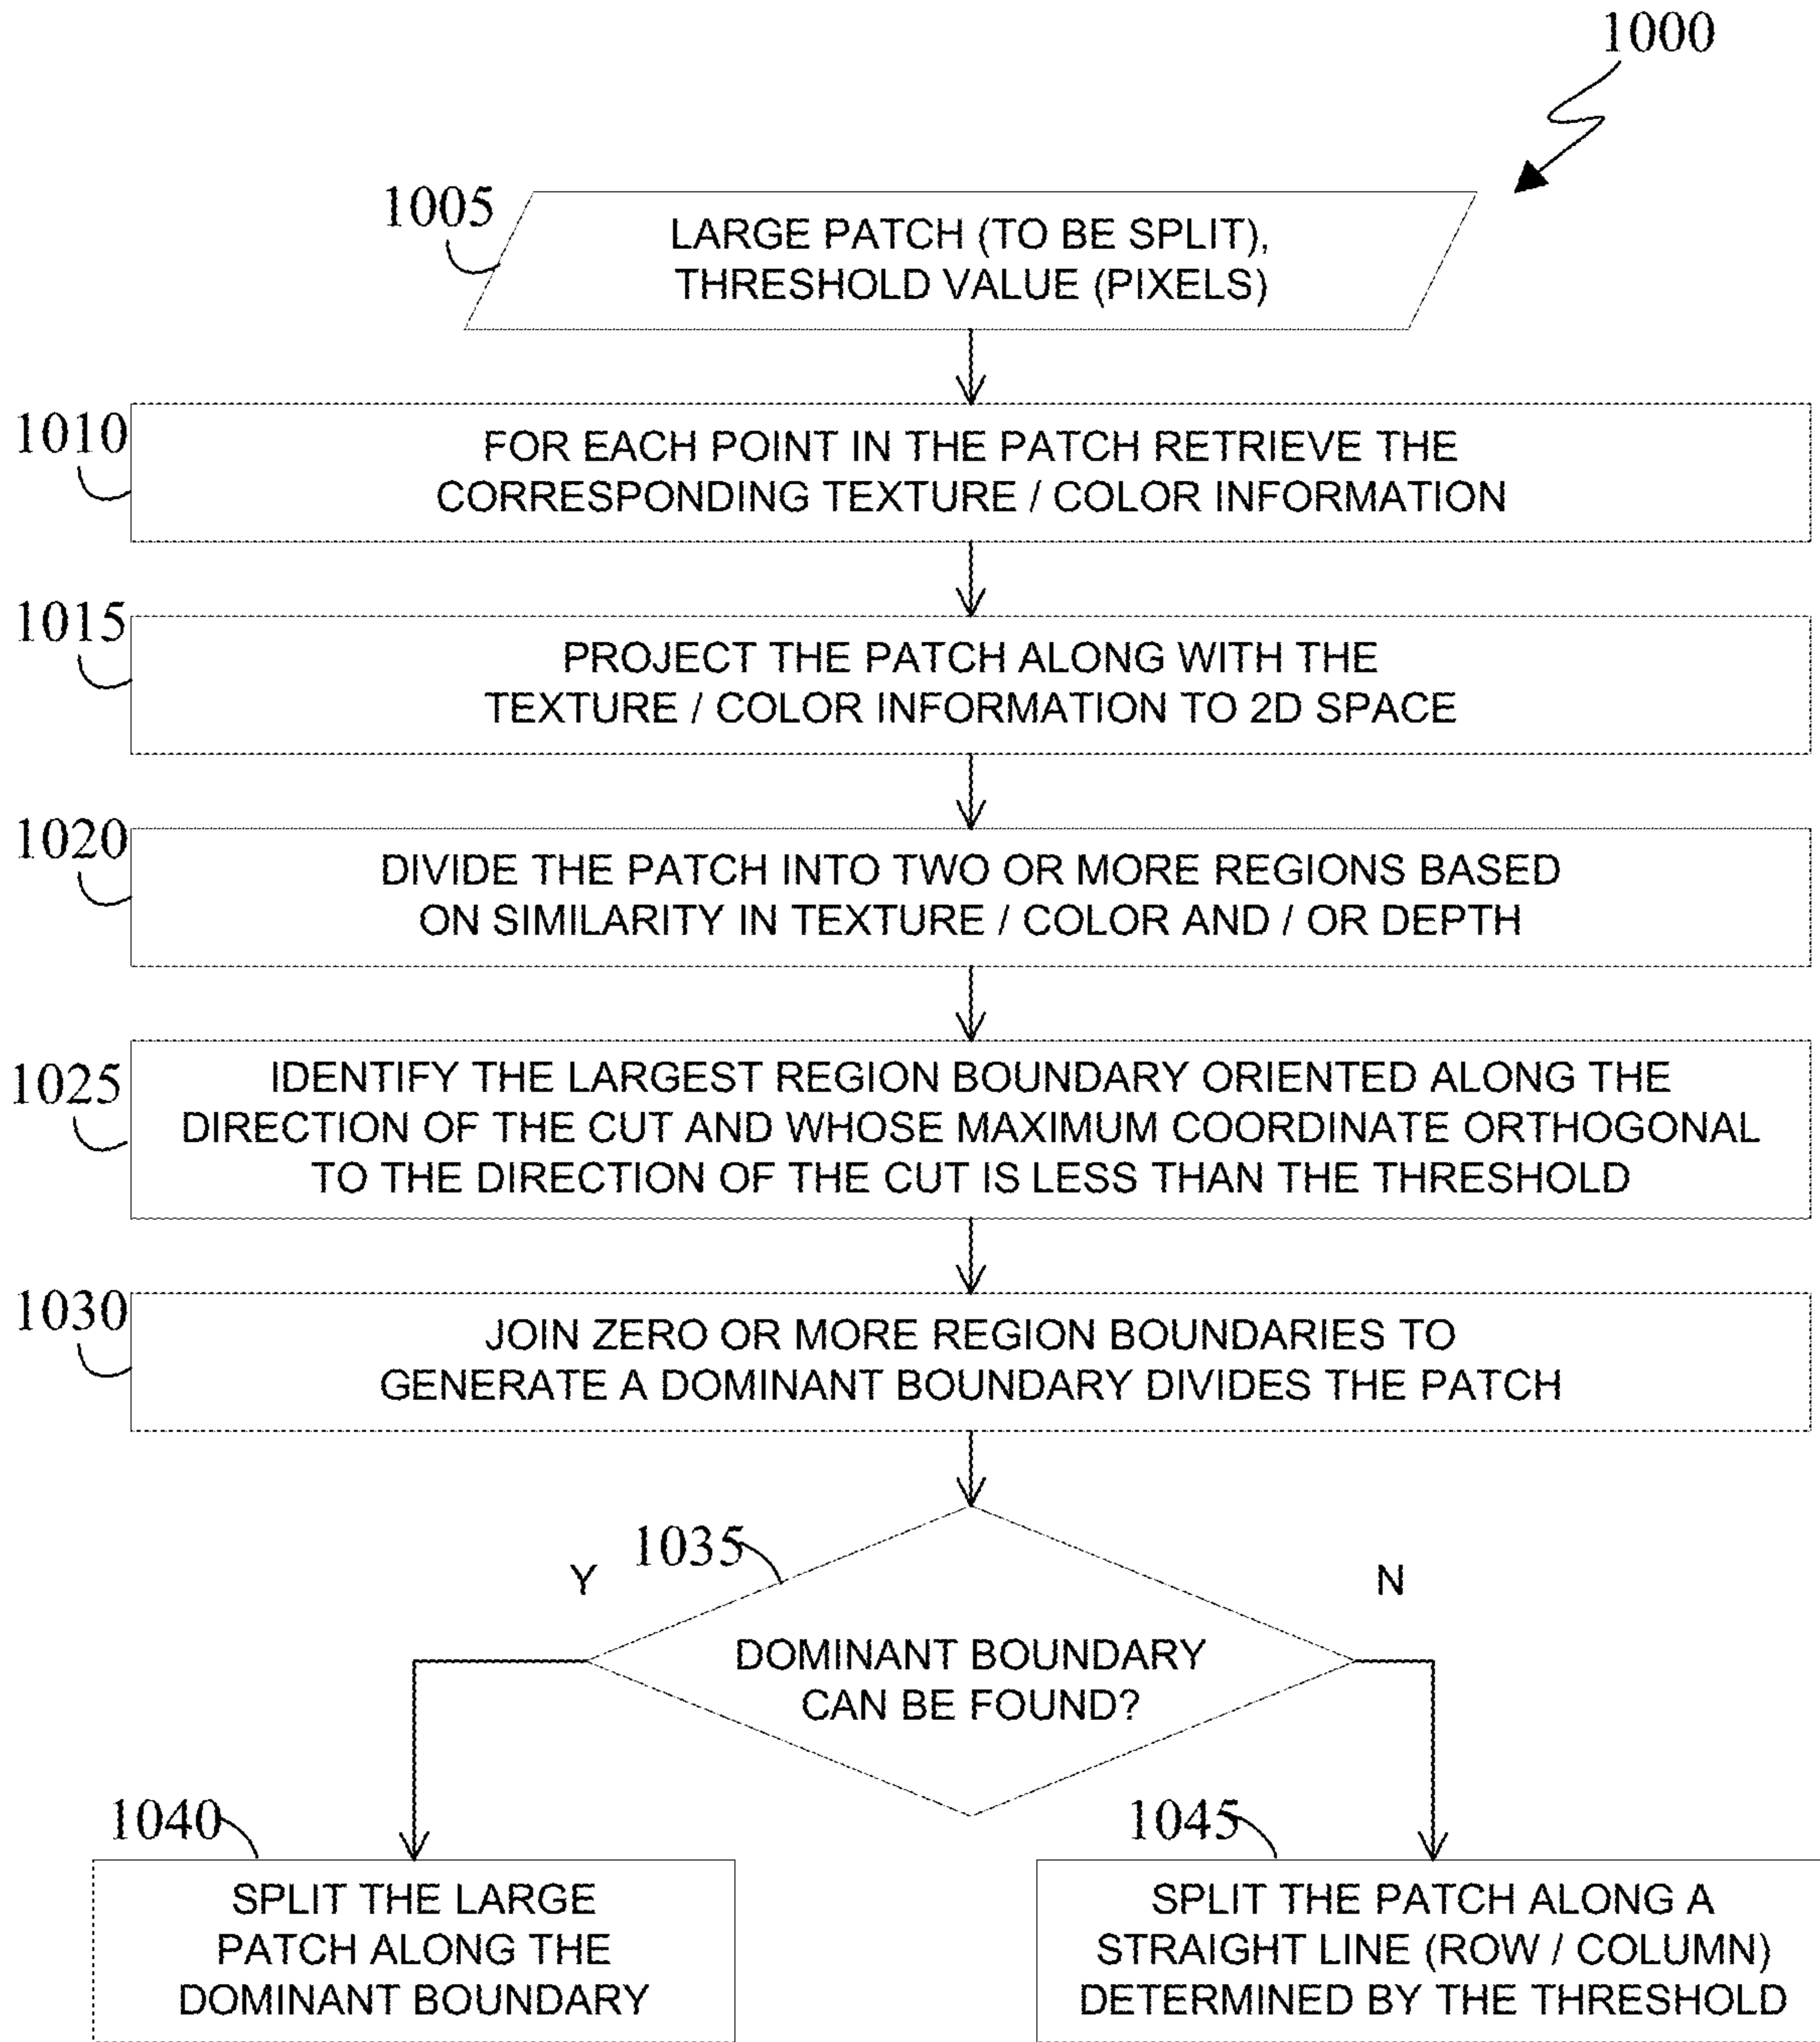 1000
1005
LARGE PATCH (TO BE SPLIT),
THRESHOLD VALUE (PIXELS)
1010
FOR EACH POINT IN THE PATCH RETRIEVE THE
CORRESPONDING TEXTURE / COLOR INFORMATION
1015
PROJECT THE PATCH ALONG WITH THE
TEXTURE / COLOR INFORMATION TO 2D SPACE
1020
DIVIDE THE PATCH INTO TWO OR MORE REGIONS BASED
ON SIMILARITY IN TEXTURE / COLOR AND / OR DEPTH
1025
IDENTIFY THE LARGEST REGION BOUNDARY ORIENTED ALONG THE
DIRECTION OF THE CUT AND WHOSE MAXIMUM COORDINATE ORTHOGONAL
TO THE DIRECTION OF THE CUT IS LESS THAN THE THRESHOLD
1030
JOIN ZERO OR MORE REGION BOUNDARIES TO
GENERATE A DOMINANT BOUNDARY DIVIDES THE PATCH
1035
Y
N
DOMINANT BOUNDARY
CAN BE FOUND?
1040
SPLIT THE LARGE
PATCH ALONG THE
DOMINANT BOUNDARY
1045
SPLIT THE PATCH ALONG A
STRAIGHT LINE (ROW / COLUMN)
DETERMINED BY THE THRESHOLD